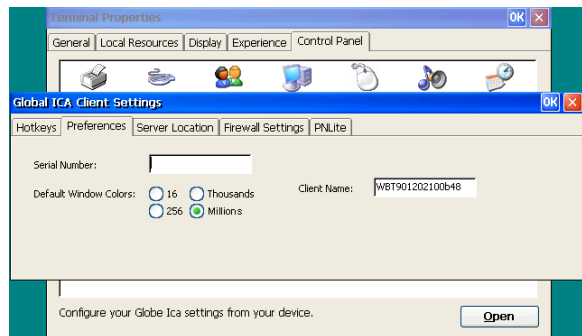 Terminal Properties OK
General Local Resources Display Experience Control Panel
Global ICA Client Settings OK
Hotkeys Preferences Server Location Firewall Settings PNLite
Serial Number:
Default Window Colors: 16 Thousands Client Name: WBT901202100b48
256 Millions
Configure your Globe Ica settings from your device. Open